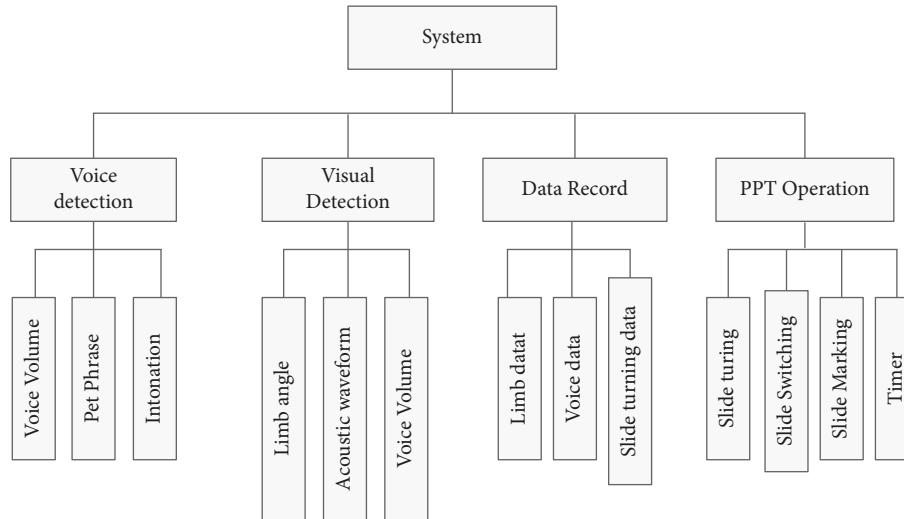 System
Voice
detection
Visual
Detection
Data Record
PPT Operation
Voice Volume
Pet Phrase
Intonation
Limb angle
Acoustic waveform
Voice Volume
Limb datat
Voice data
Slide turning data
Slide turing
Slide Switching
Slide Marking
Timer